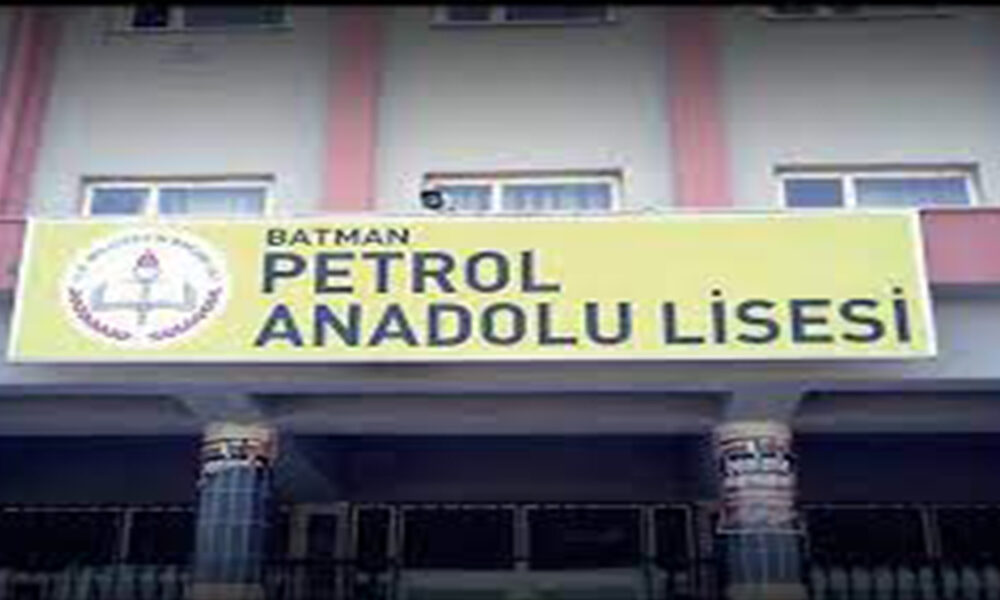 BATMAN
PETROL
ANADOLU LİSESİ